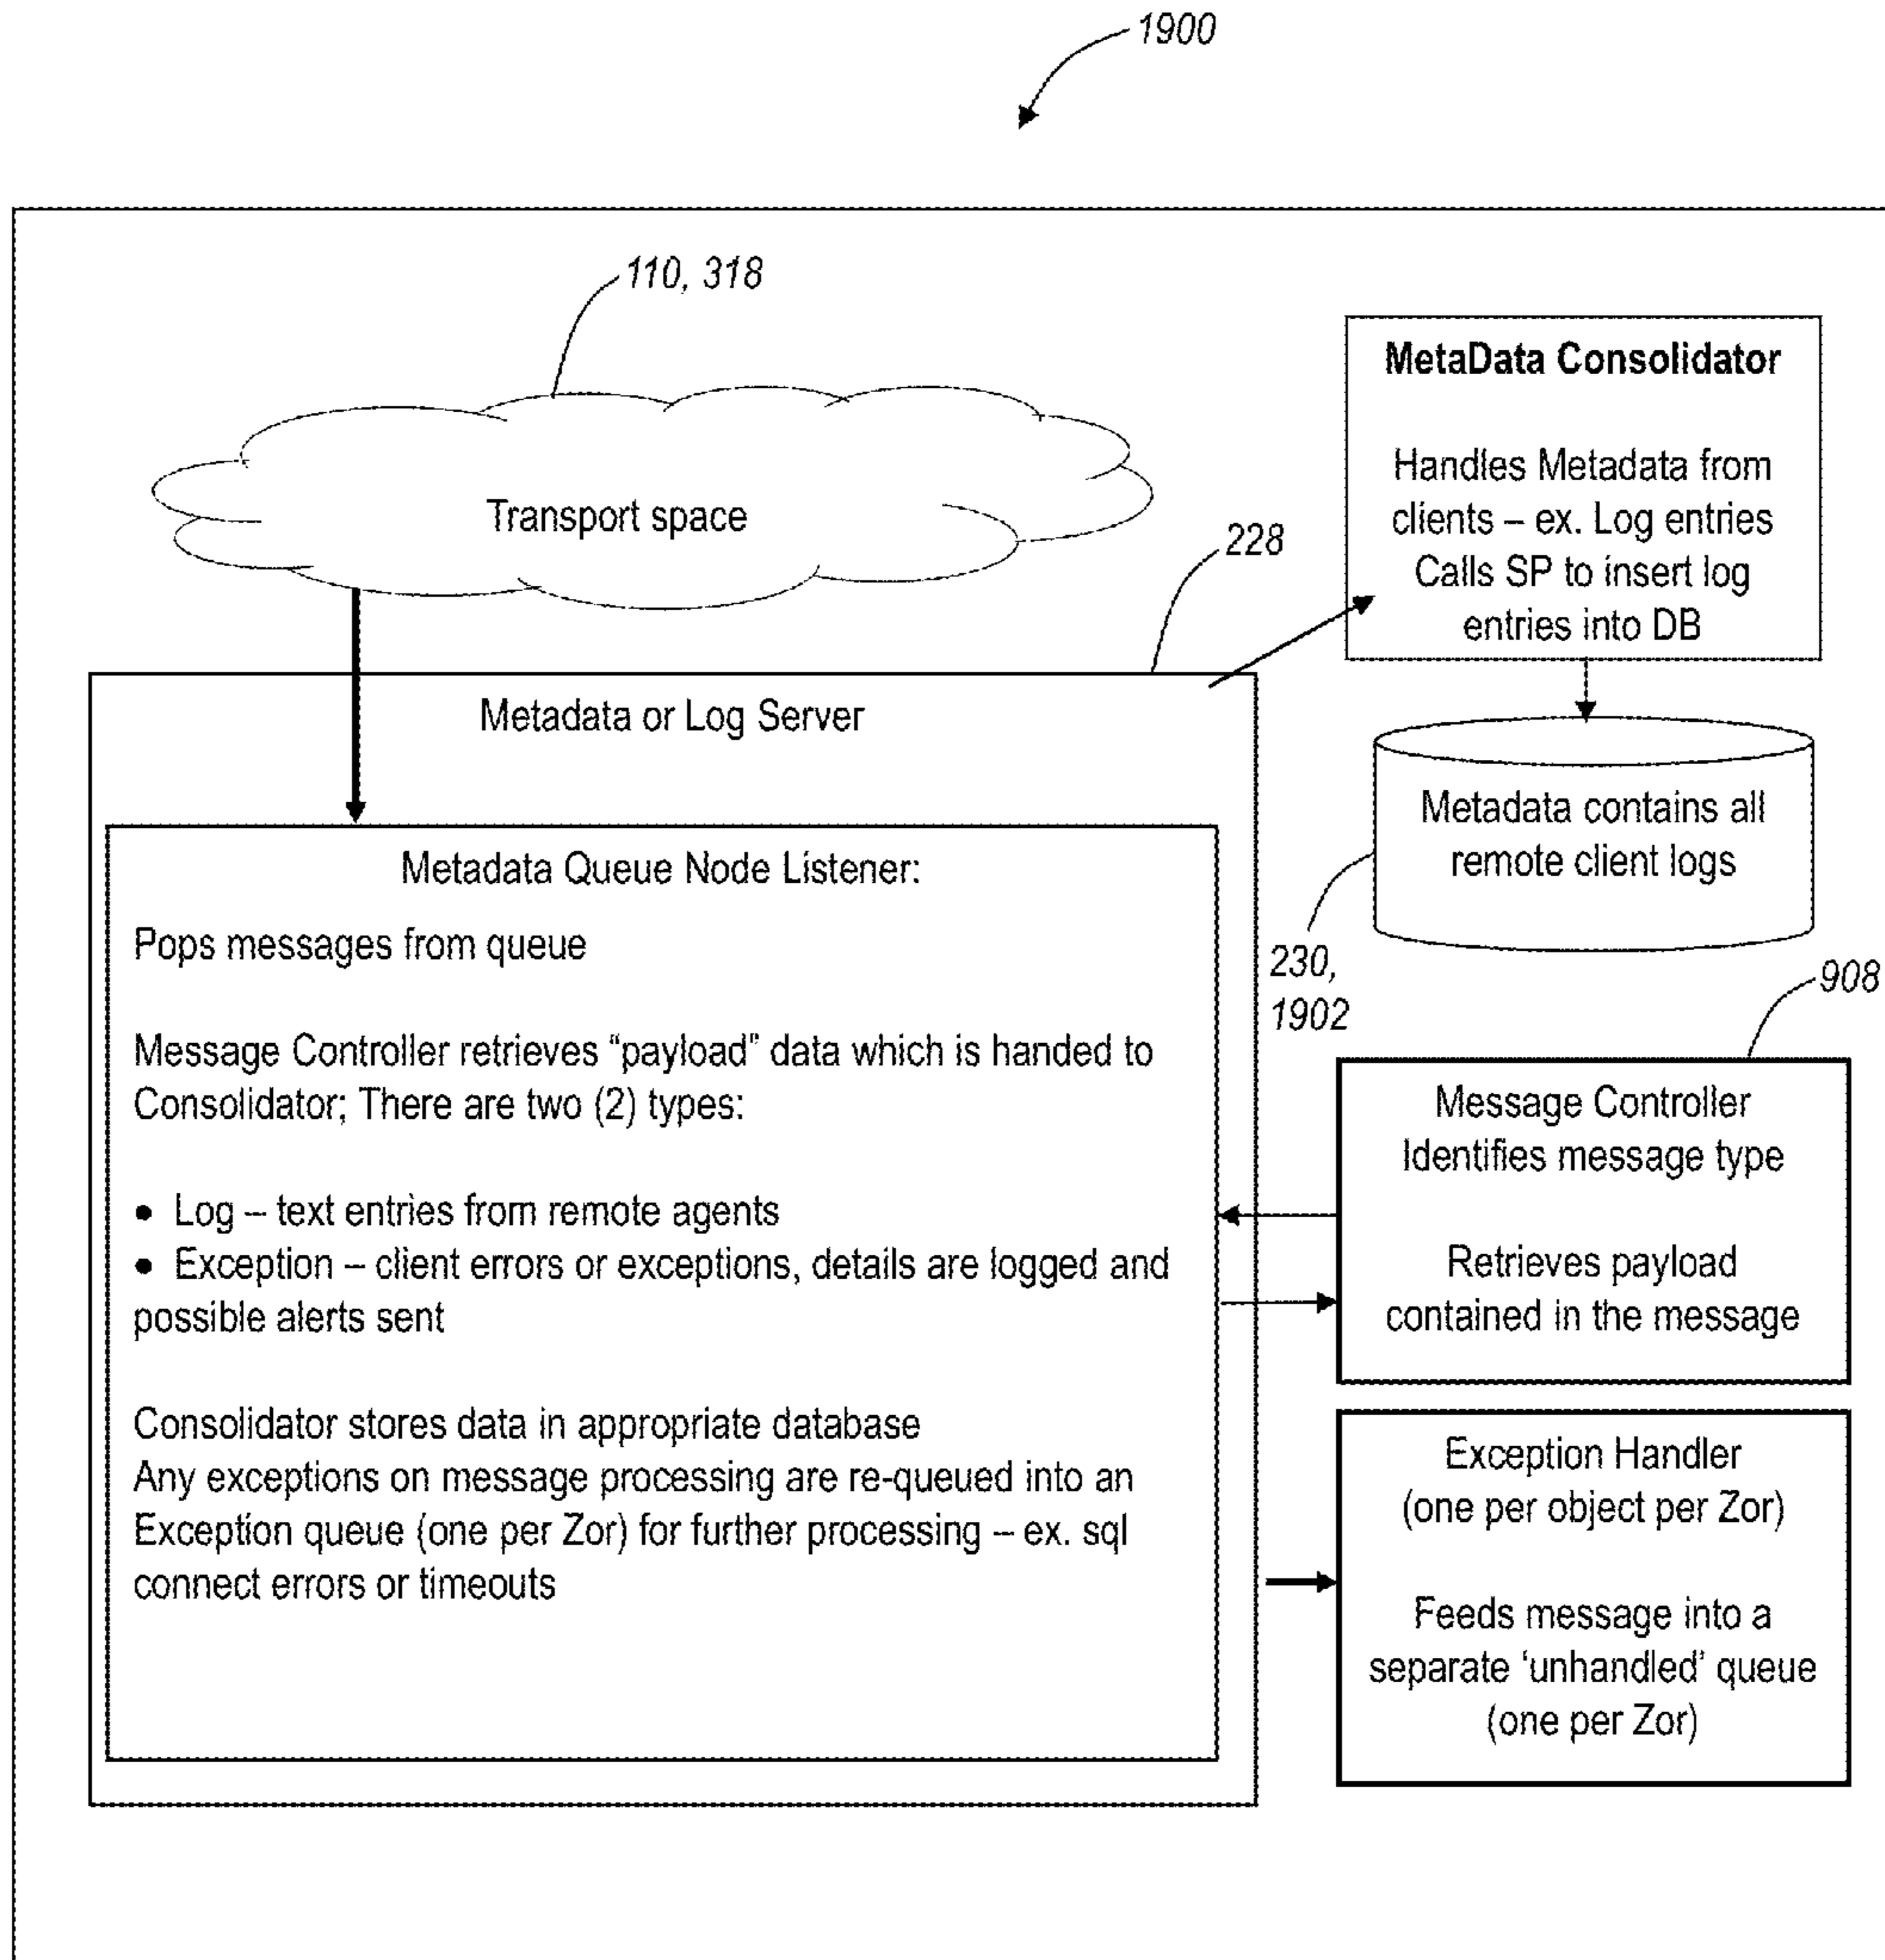 1900
110, 318
Transport space
MetaData Consolidator
Handles Metadata from
clients – ex. Log entries
Calls SP to insert log
entries into DB
228
Metadata or Log Server
Metadata contains all
remote client logs
230,
1902
Metadata Queue Node Listener:
Pops messages from queue
Message Controller retrieves “payload” data which is handed to
Consolidator; There are two (2) types:
• Log – text entries from remote agents
• Exception – client errors or exceptions, details are logged and
possible alerts sent
Consolidator stores data in appropriate database
Any exceptions on message processing are re-queued into an
Exception queue (one per Zor) for further processing – ex. sql
connect errors or timeouts
908
Message Controller
Identifies message type
Retrieves payload
contained in the message
Exception Handler
(one per object per Zor)
Feeds message into a
separate ‘unhandled’ queue
(one per Zor)